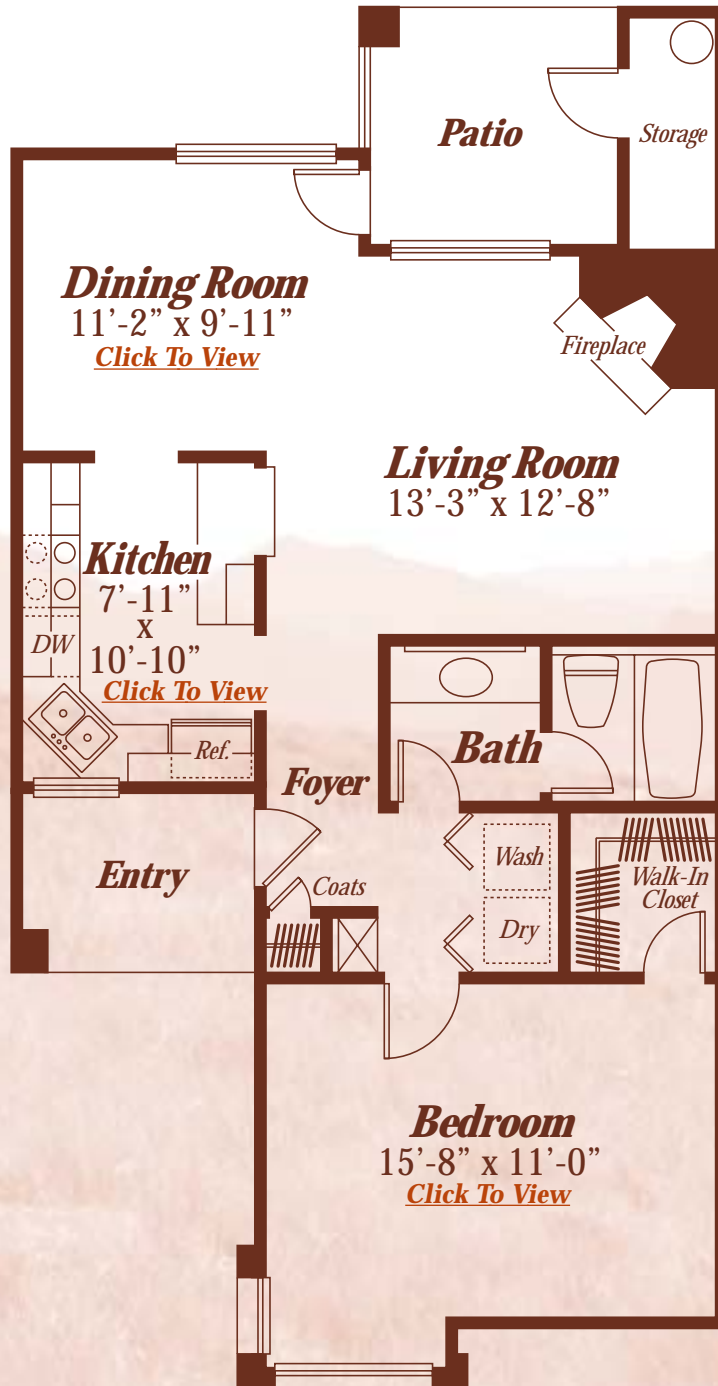 Patio
Storage
Dining Room
11’-2” x 9’-11”
Click To View
Fireplace
Living Room
13’-3” x 12’-8”
Kitchen
7’-11”
x
10’-10”
Click To View
DW
Ref.
Bath
Foyer
Entry
Coats
Wash
Dry
Walk-In
Closet
Bedroom
15’-8” x 11’-0”
Click To View